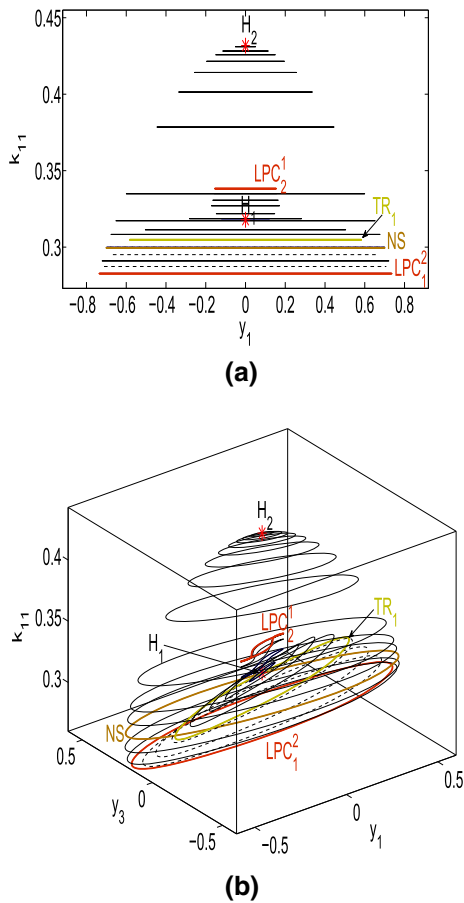 0.45
0.4
0.35
0.3
k₁₁
H₂
LPC₂¹
H₁
TR₁
NS
LPC₁²
−0.8 −0.6 −0.4 −0.2 0 0.2 0.4 0.6 0.8
y₁
(a)
0.4
0.35
0.3
k₁₁
H₂
LPC₂¹
TR₁
H₁
NS
LPC₁²
0.5
0
−0.5
y₃
−0.5
0
0.5
y₁
(b)